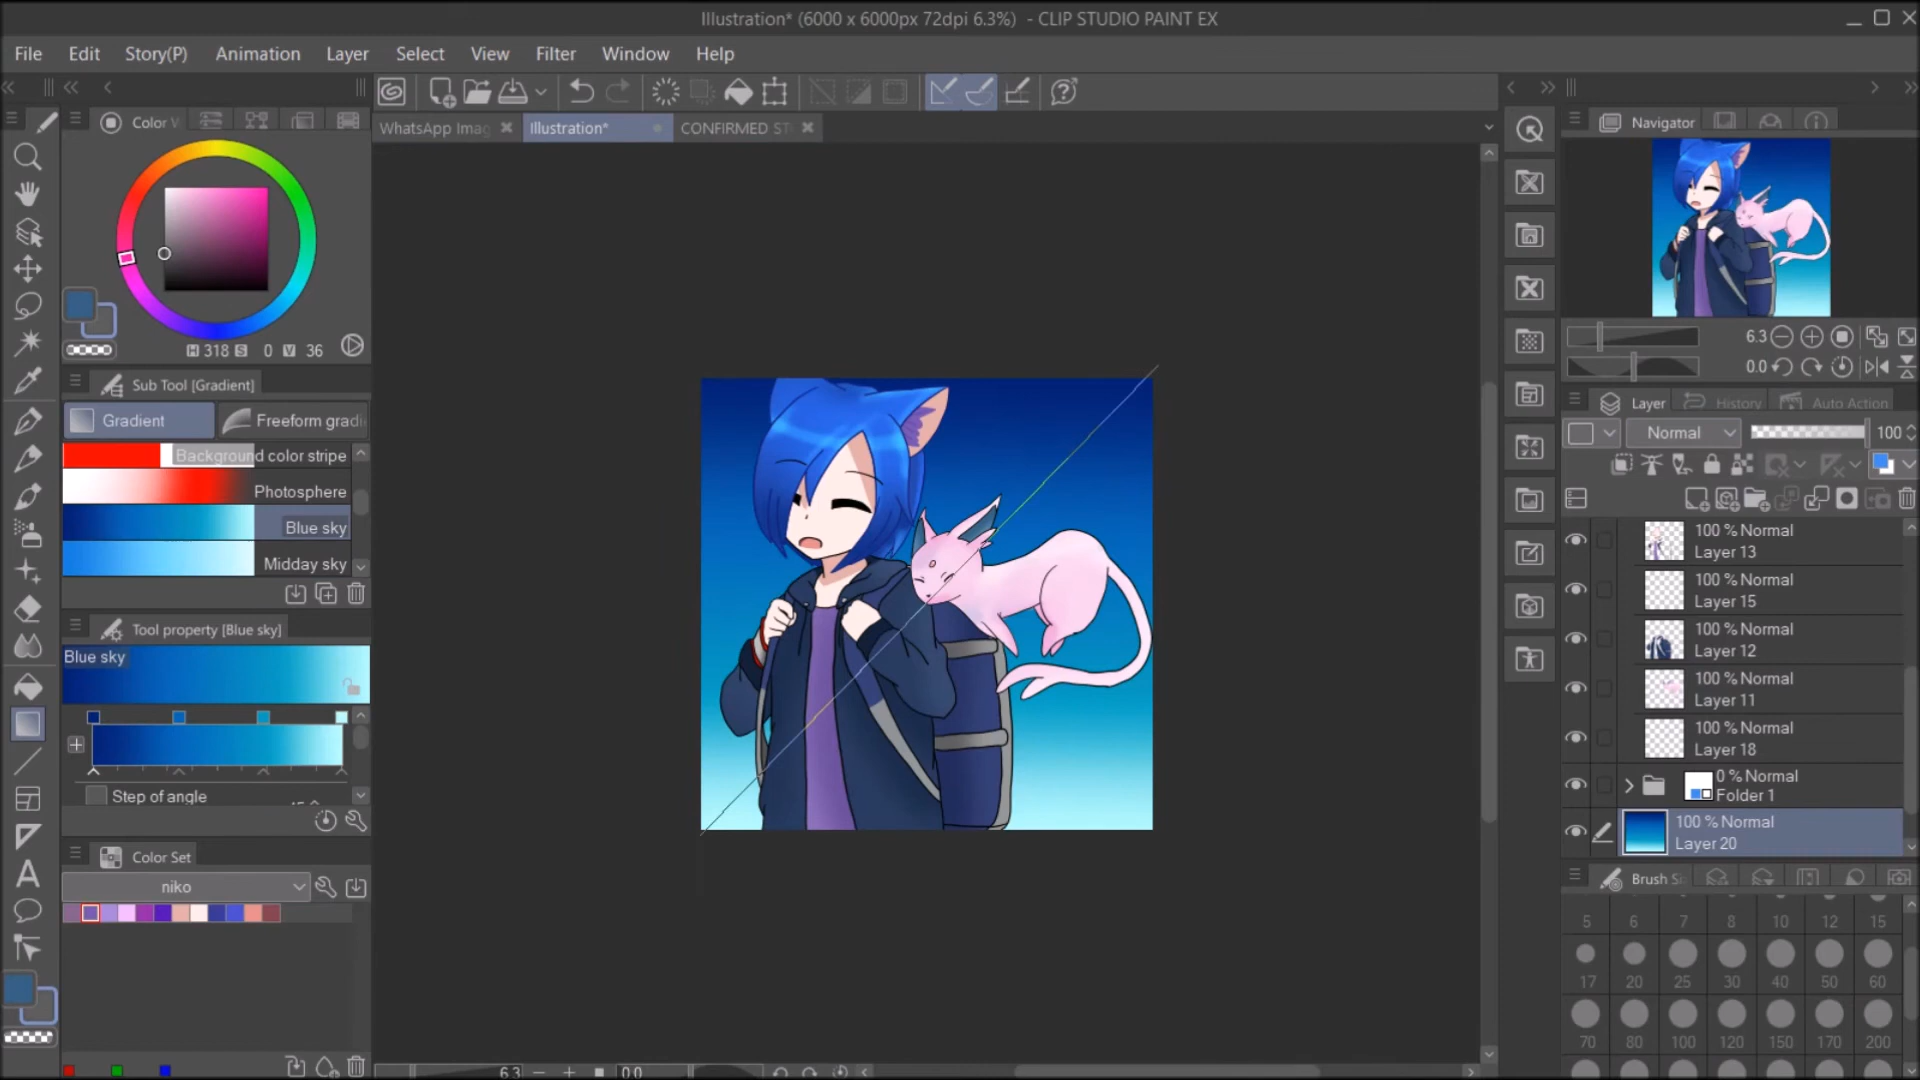 Illustration* (6000 x 6000px 72dpi 6.3%) - CLIP STUDIO PAINT EX
File Edit Story(P) Animation Layer Select View Filter Window Help
Color
WhatsApp Imag
Illustration*
CONFIRMED ST
Navigator
H 318 S 0 V 36
6.3
0.0
Sub Tool [Gradient]
Gradient
Freeform gradi
Background color stripe
Photosphere
Blue sky
Midday sky
Layer History Auto Action
Normal 100
100 % Normal
Layer 13
100 % Normal
Layer 15
100 % Normal
Layer 12
100 % Normal
Layer 11
100 % Normal
Layer 18
0 % Normal
Folder 1
100 % Normal
Layer 20
Tool property [Blue sky]
Blue sky
Step of angle
Color Set
niko
Brush Si
5 6 7 8 10 12 15
17 20 25 30 40 50 60
70 80 100 120 150 170 200
6.3 0.0